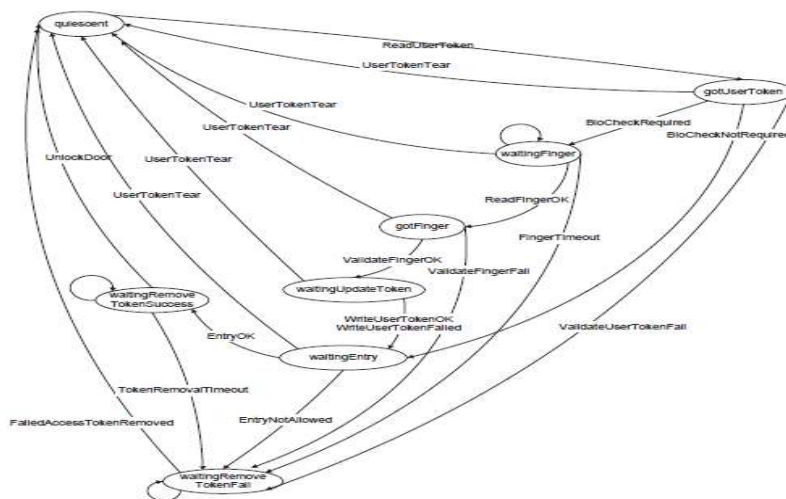 quiescent
ReadUserToken
UserTokenTear
gotUserToken
UserTokenTear
BioCheckRequired
UserTokenTear
BioCheckNotRequired
waitingFinger
UnlockDoor
UserTokenTear
UserTokenTear
ReadFingerOK
gotFinger
FingerTimeout
ValidateFingerOK
ValidateFingerFail
waitingUpdateToken
waitingRemove
TokenSuccess
WriteUserTokenOK
WriteUserTokenFailed
ValidateUserTokenFail
EntryOK
waitingEntry
TokenRemovalTimeout
EntryNotAllowed
FailedAccessTokenRemoved
waitingRemove
TokenFail